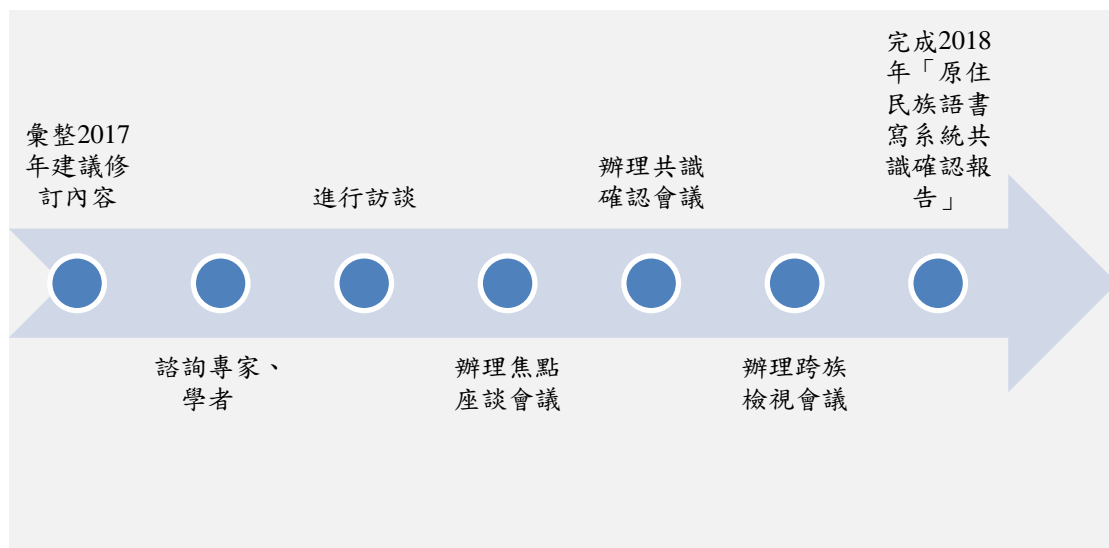 彙整2017
年建議修
訂內容
諮詢專家、
學者
進行訪談
辦理焦點
座談會議
辦理共識
確認會議
辦理跨族
檢視會議
完成2018
年「原住
民族語書
寫系統共
識確認報
告」